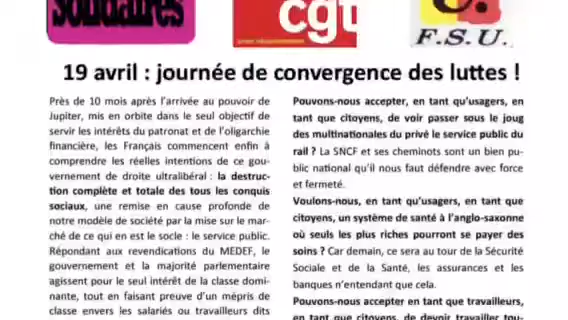 Solidaires
cgt
F.S.U.
19 avril : journée de convergence des luttes !
Près de 10 mois après l'arrivée au pouvoir de
Jupiter, mis en orbite dans le seul objectif de
servir les intérêts du patronat et de l'oligarchie
financière, les Français commencent enfin à
comprendre les réelles intentions de ce gou-
vernement de droite ultralibéral : la destruc-
tion complète et totale des tous les conquis
sociaux, une remise en cause profonde de
notre modèle de société par la mise sur le mar-
ché de ce qui en est le socle : le service public.
Répondant aux revendications du MEDEF, le
gouvernement et la majorité parlementaire
agissent pour le seul intérêt de la classe domi-
nante, tout en faisant preuve d'un mépris de
classe envers les salariés ou travailleurs dits
Pouvons-nous accepter, en tant qu'usagers, en
tant que citoyens, de voir passer sous le joug
des multinationales du privé le service public du
rail ? La SNCF et ses cheminots sont un bien pu-
blic national qu'il nous faut défendre avec force
et fermeté.
Voulons-nous, en tant qu'usagers, en tant que
citoyens, un système de santé à l'anglo-saxonne
où seuls les plus riches pourront se payer des
soins ? Car demain, ce sera au tour de la Sécurité
Sociale et de la Santé, les assurances et les
banques n'entendant que cela.
Pouvons-nous accepter en tant que travailleurs,
en tant que citoyens, de devoir travailler tou-